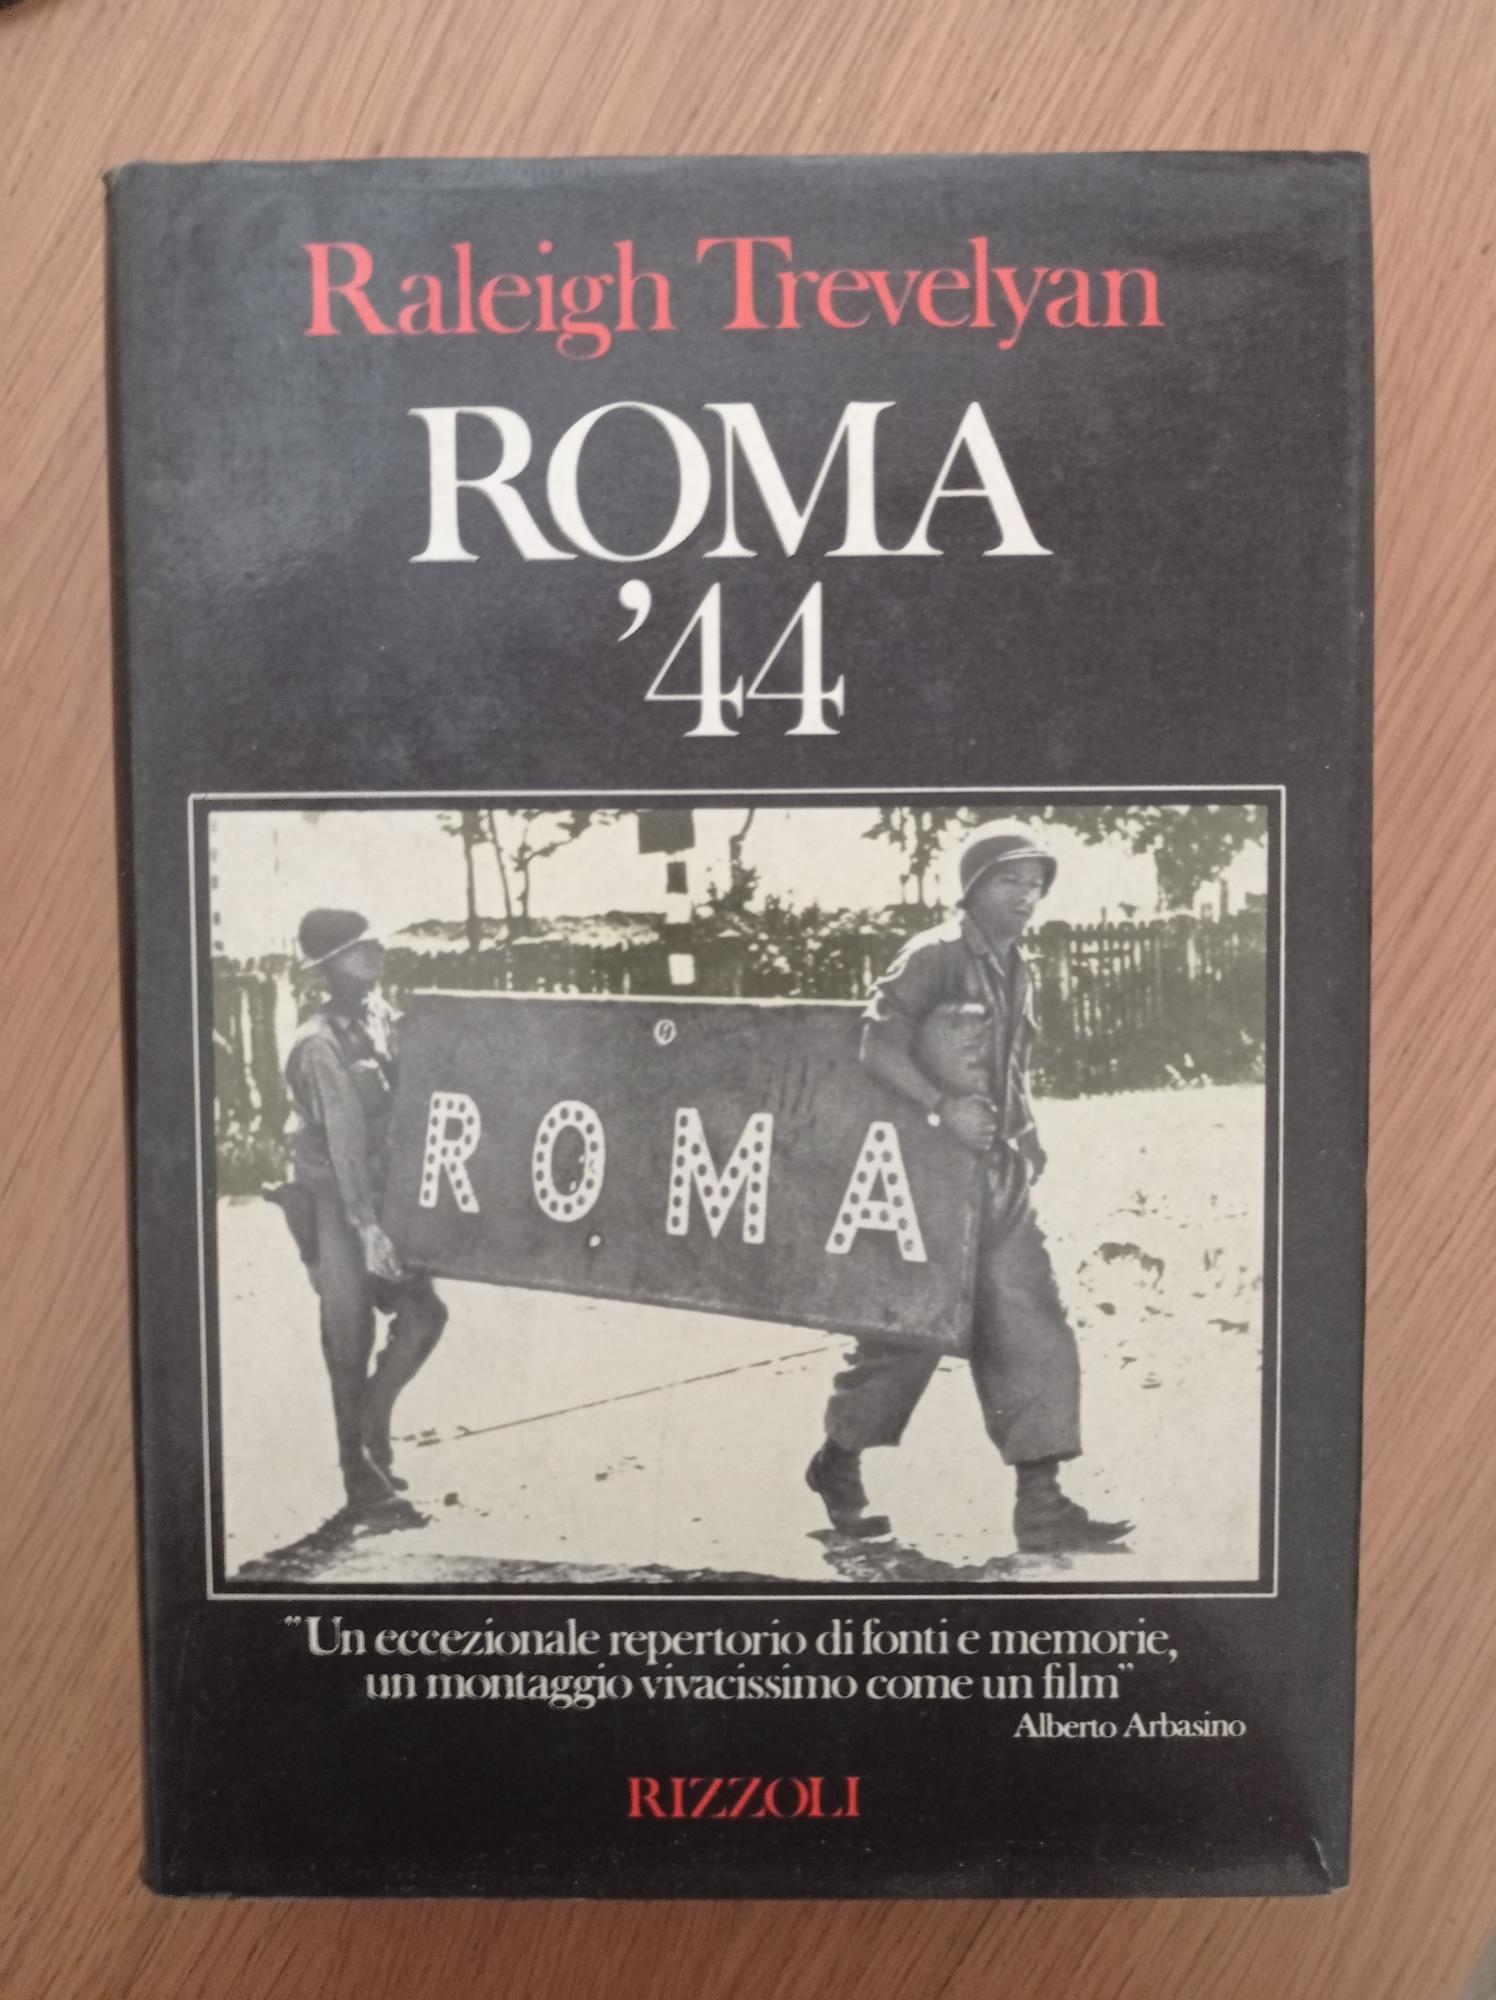 Raleigh Trevelyan
ROMA
'44
ROMA
"Un eccezionale repertorio di fonti e memorie,
un montaggio vivacissimo come un film"
Alberto Arbasino
RIZZOLI